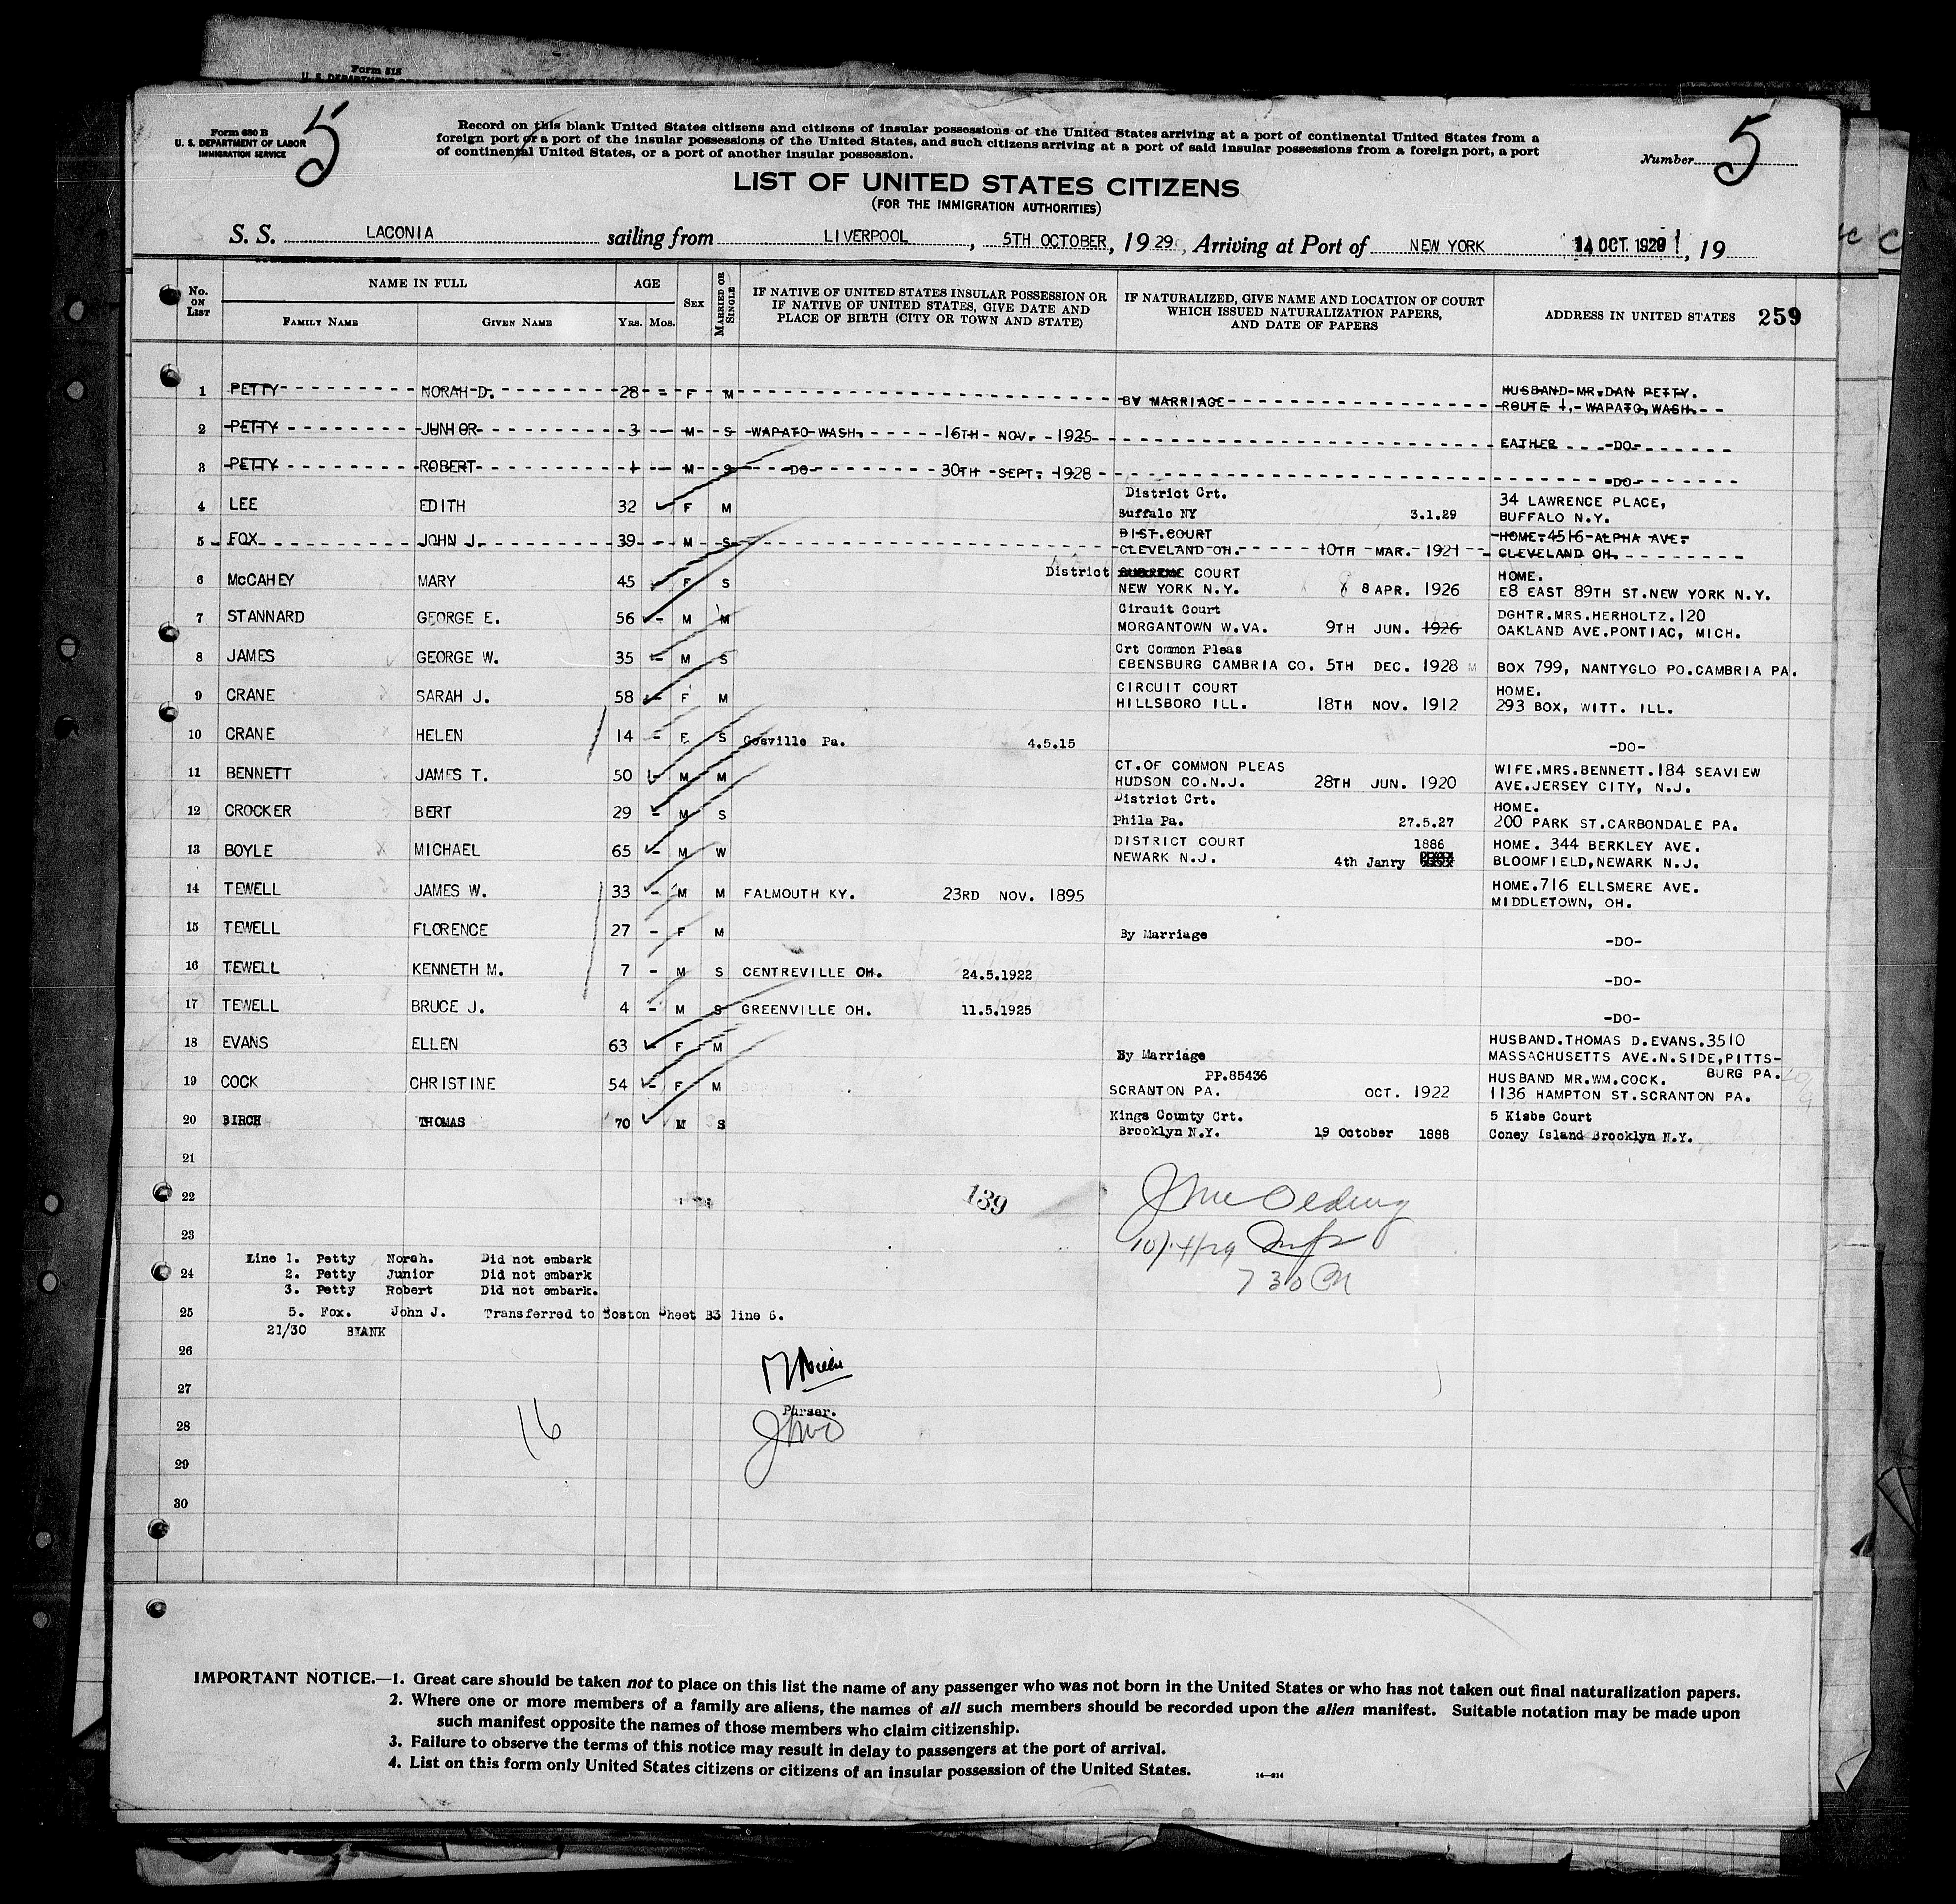 Form 515
U. S. DEPARTMENT OF
5
Form 630 B
U. S. DEPARTMENT OF LABOR
IMMIGRATION SERVICE
Record on this blank United States citizens and citizens of insular possessions of the United States arriving at a port of continental United States from a
foreign port or a port of the insular possessions of the United States, and such citizens arriving at a port of said insular possessions from a foreign port, a port
of continental United States, or a port of another insular possession.
Number 5
LIST OF UNITED STATES CITIZENS
(FOR THE IMMIGRATION AUTHORITIES)
S. S. LACONIA sailing from LIVERPOOL, 5TH OCTOBER, 1929, Arriving at Port of NEW YORK 14 OCT. 1929, 19
No. ON LIST NAME IN FULL AGE SEX MARRIED OR SINGLE IF NATIVE OF UNITED STATES INSULAR POSSESSION OR IF NATIVE OF UNITED STATES, GIVE DATE AND PLACE OF BIRTH (CITY OR TOWN AND STATE) IF NATURALIZED, GIVE NAME AND LOCATION OF COURT WHICH ISSUED NATURALIZATION PAPERS, AND DATE OF PAPERS ADDRESS IN UNITED STATES 259
FAMILY NAME GIVEN NAME YRS. MOS.
1 PETTY NORAH D. 28 - F M BY MARRIAGE HUSBAND MR.DAN PETTY.
ROUTE 1, WAPATO,WASH.
2 PETTY JUNIOR 3 - M S WAPATO WASH. 16TH NOV. 1925 FATHER -DO-
3 PETTY ROBERT 1 M S -DO- 30TH SEPT. 1928 -DO-
4 LEE EDITH 32 F M District Crt. 34 LAWRENCE PLACE,
Buffalo NY 3.1.29 BUFFALO N.Y.
5 FOX JOHN J. 39 - M S DIST.COURT HOME.4516 ALPHA AVE.
CLEVELAND OH. 10TH MAR. 1921 CLEVELAND OH.
6 McCAHEY MARY 45 F S District SUPREME COURT HOME.
NEW YORK N.Y. 8 APR. 1926 E8 EAST 89TH ST.NEW YORK N.Y.
7 STANNARD GEORGE E. 56 - M M Circuit Court DGHTR.MRS.HERHOLTZ.120
MORGANTOWN W.VA. 9TH JUN. 1926 OAKLAND AVE.PONTIAC, MICH.
8 JAMES GEORGE W. 35 - M S Crt Common Pleas
EBENSBURG CAMBRIA CO. 5TH DEC. 1928 BOX 799, NANTYGLO PO.CAMBRIA PA.
9 CRANE SARAH J. 58 - F M CIRCUIT COURT HOME.
HILLSBORO ILL. 18TH NOV. 1912 293 BOX, WITT. ILL.
10 CRANE HELEN 14 - F S Gosville Pa. 4.5.15 -DO-
11 BENNETT JAMES T. 50 - M M CT.OF COMMON PLEAS WIFE.MRS.BENNETT.184 SEAVIEW
HUDSON CO.N.J. 28TH JUN. 1920 AVE.JERSEY CITY, N.J.
12 CROCKER BERT 29 - M S District Crt. HOME.
Phila Pa. 27.5.27 200 PARK ST.CARBONDALE PA.
13 BOYLE MICHAEL 65 - M W DISTRICT COURT 1886 HOME. 344 BERKLEY AVE.
NEWARK N.J. 4th Janry BLOOMFIELD,NEWARK N.J.
14 TEWELL JAMES W. 33 - M M FALMOUTH KY. 23RD NOV. 1895 HOME.716 ELLSMERE AVE.
MIDDLETOWN, OH.
15 TEWELL FLORENCE 27 - F M By Marriage -DO-
16 TEWELL KENNETH M. 7 - M S CENTREVILLE OH. 24.5.1922 -DO-
17 TEWELL BRUCE J. 4 - M S GREENVILLE OH. 11.5.1925 -DO-
18 EVANS ELLEN 63 - F M By Marriage HUSBAND.THOMAS D.EVANS.3510
MASSACHUSETTS AVE.N.SIDE,PITTS-
BURG PA.
19 COCK CHRISTINE 54 - F M PP.85436 HUSBAND MR.WM.COCK.
SCRANTON PA. OCT. 1922 1136 HAMPTON ST.SCRANTON PA.
20 BIRCH THOMAS 70 M S Kings County Crt. 5 Kisbe Court
Brooklyn N.Y. 19 October 1888 Coney Island Brooklyn N.Y.
21
22 139
23
10/14/29
7 30
Line 1. Petty Norah. Did not embark
24 2. Petty Junior Did not embark
3. Petty Robert Did not embark.
25 5. Fox. John J. Transferred to Boston Sheet B3 line 6.
21/30 BLANK
26
27
Purser.
28 16
29
30
IMPORTANT NOTICE.—1. Great care should be taken not to place on this list the name of any passenger who was not born in the United States or who has not taken out final naturalization papers.
2. Where one or more members of a family are aliens, the names of all such members should be recorded upon the alien manifest. Suitable notation may be made upon
such manifest opposite the names of those members who claim citizenship.
3. Failure to observe the terms of this notice may result in delay to passengers at the port of arrival.
4. List on this form only United States citizens or citizens of an insular possession of the United States.
14—214